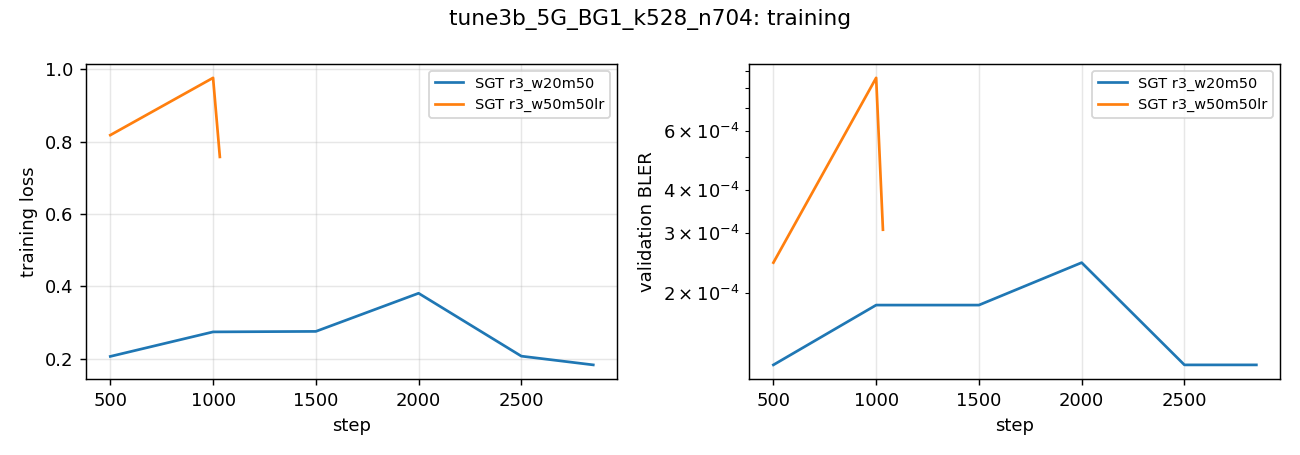 tune3b_5G_BG1_k528_n704: training
training loss
1.0
0.8
0.6
0.4
0.2
500 1000 1500 2000 2500
step
SGT r3_w20m50
SGT r3_w50m50lr
validation BLER
6 × 10⁻⁴
4 × 10⁻⁴
3 × 10⁻⁴
2 × 10⁻⁴
500 1000 1500 2000 2500
step
SGT r3_w20m50
SGT r3_w50m50lr